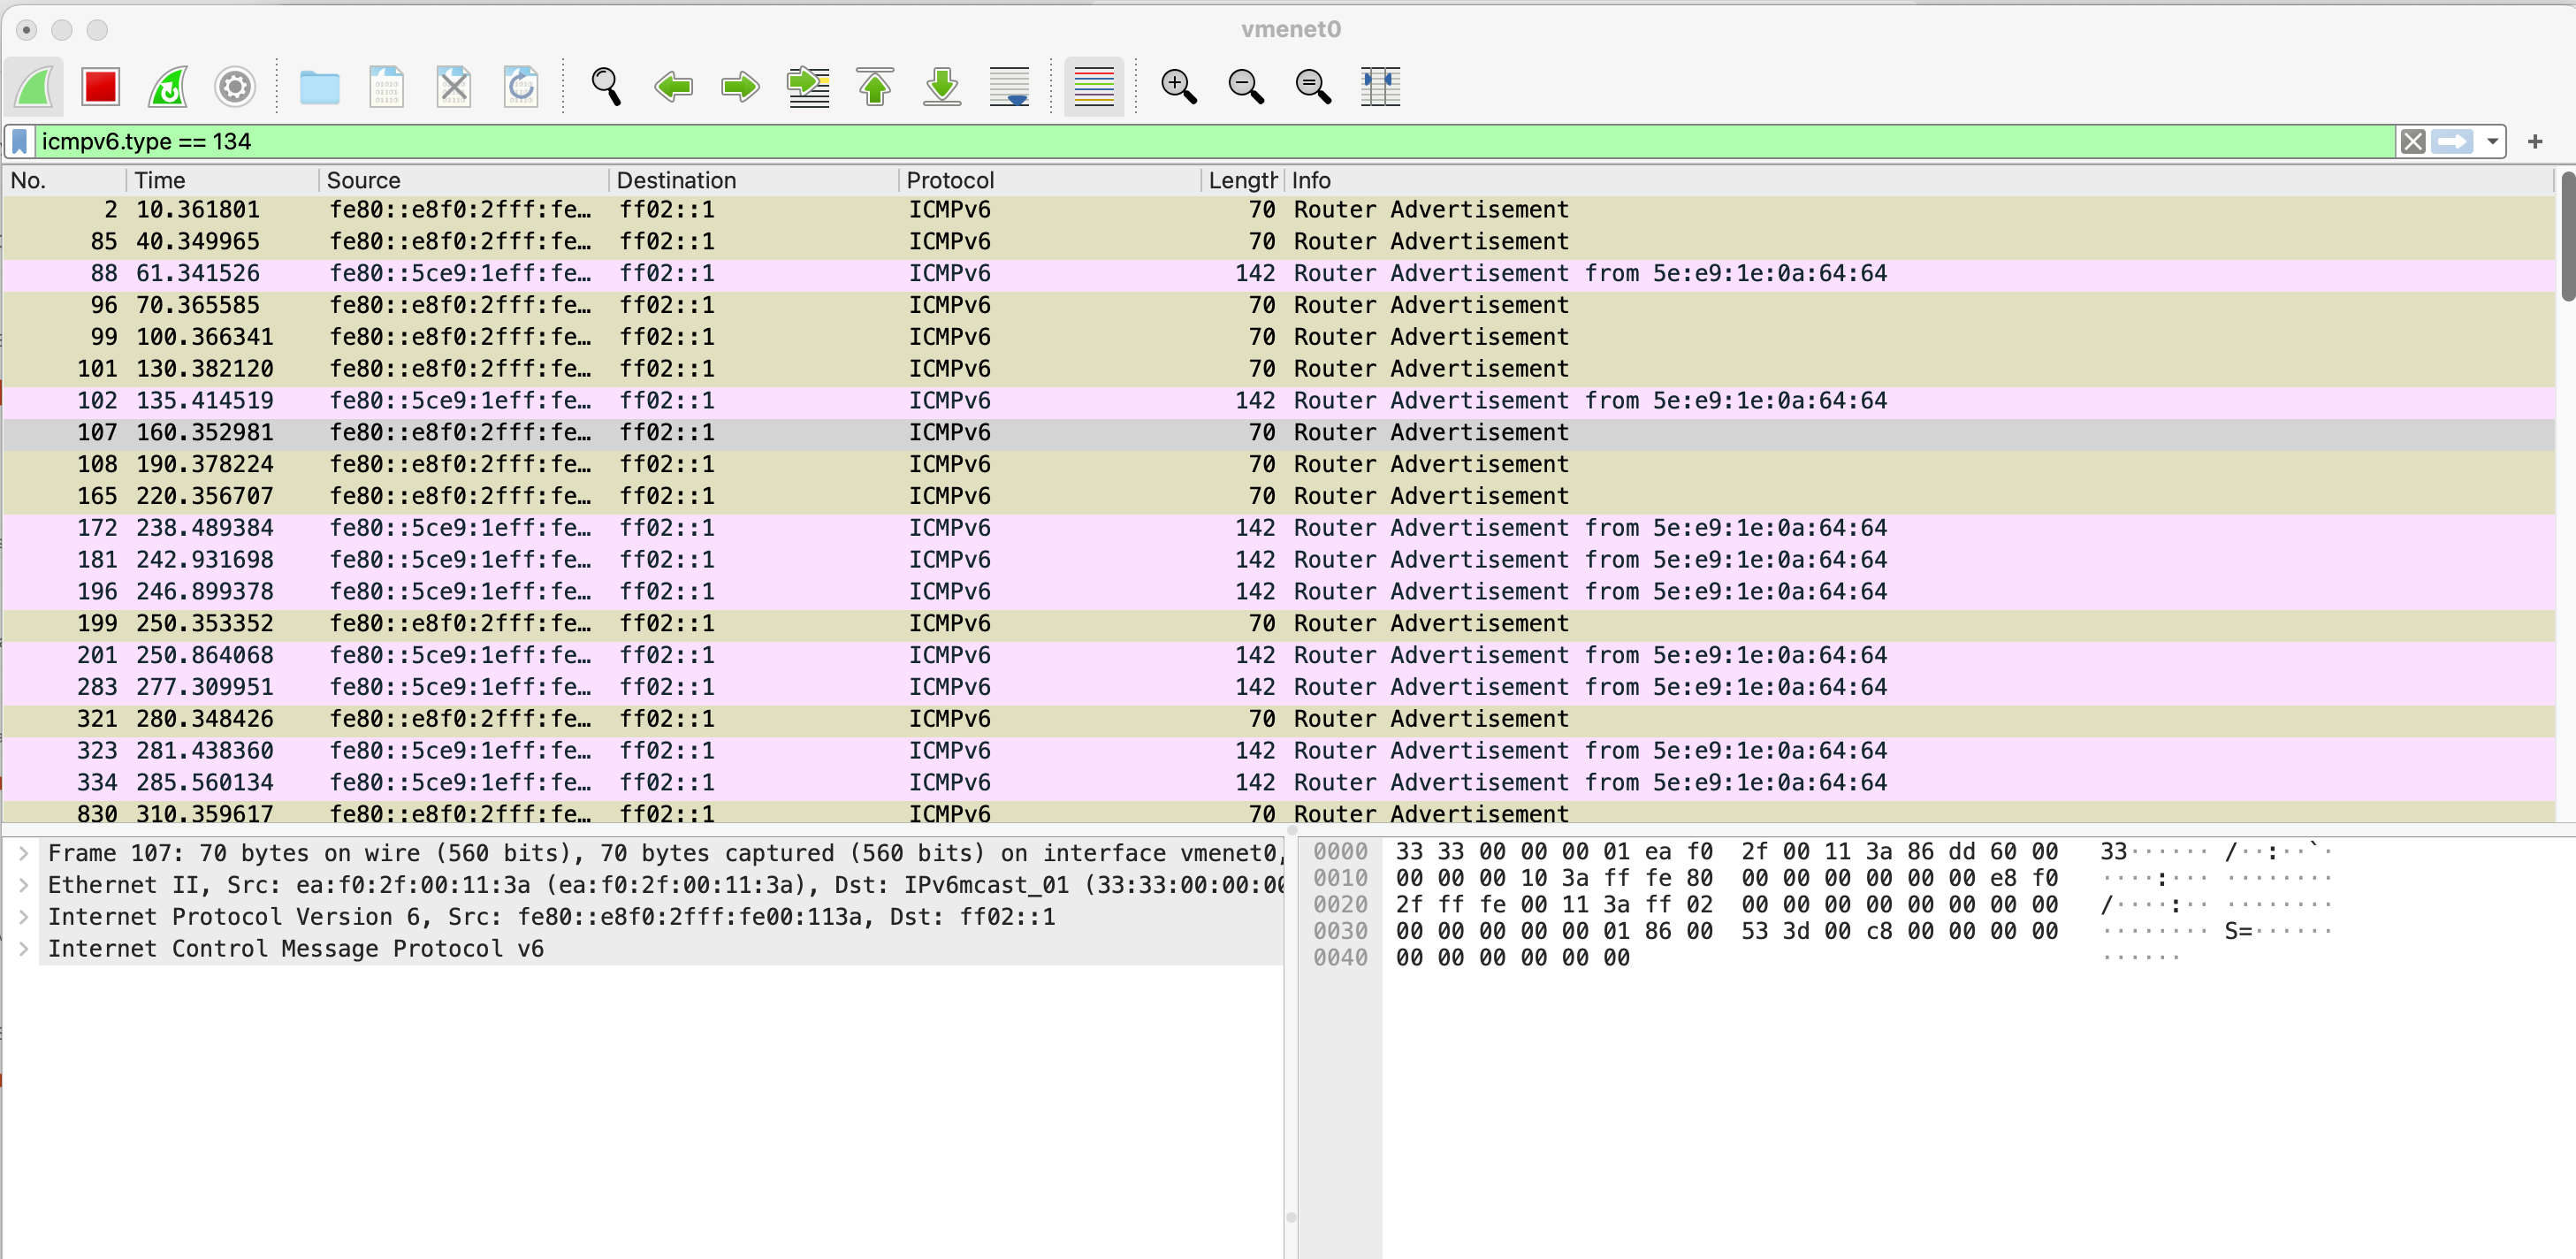 vmenet0
icmpv6.type == 134
No. Time Source Destination Protocol Length Info
2 10.361801 fe80::e8f0:2fff:fe… ff02::1 ICMPv6 70 Router Advertisement
85 40.349965 fe80::e8f0:2fff:fe… ff02::1 ICMPv6 70 Router Advertisement
88 61.341526 fe80::5ce9:1eff:fe… ff02::1 ICMPv6 142 Router Advertisement from 5e:e9:1e:0a:64:64
96 70.365585 fe80::e8f0:2fff:fe… ff02::1 ICMPv6 70 Router Advertisement
99 100.366341 fe80::e8f0:2fff:fe… ff02::1 ICMPv6 70 Router Advertisement
101 130.382120 fe80::e8f0:2fff:fe… ff02::1 ICMPv6 70 Router Advertisement
102 135.414519 fe80::5ce9:1eff:fe… ff02::1 ICMPv6 142 Router Advertisement from 5e:e9:1e:0a:64:64
107 160.352981 fe80::e8f0:2fff:fe… ff02::1 ICMPv6 70 Router Advertisement
108 190.378224 fe80::e8f0:2fff:fe… ff02::1 ICMPv6 70 Router Advertisement
165 220.356707 fe80::e8f0:2fff:fe… ff02::1 ICMPv6 70 Router Advertisement
172 238.489384 fe80::5ce9:1eff:fe… ff02::1 ICMPv6 142 Router Advertisement from 5e:e9:1e:0a:64:64
181 242.931698 fe80::5ce9:1eff:fe… ff02::1 ICMPv6 142 Router Advertisement from 5e:e9:1e:0a:64:64
196 246.899378 fe80::5ce9:1eff:fe… ff02::1 ICMPv6 142 Router Advertisement from 5e:e9:1e:0a:64:64
199 250.353352 fe80::e8f0:2fff:fe… ff02::1 ICMPv6 70 Router Advertisement
201 250.864068 fe80::5ce9:1eff:fe… ff02::1 ICMPv6 142 Router Advertisement from 5e:e9:1e:0a:64:64
283 277.309951 fe80::5ce9:1eff:fe… ff02::1 ICMPv6 142 Router Advertisement from 5e:e9:1e:0a:64:64
321 280.348426 fe80::e8f0:2fff:fe… ff02::1 ICMPv6 70 Router Advertisement
323 281.438360 fe80::5ce9:1eff:fe… ff02::1 ICMPv6 142 Router Advertisement from 5e:e9:1e:0a:64:64
334 285.560134 fe80::5ce9:1eff:fe… ff02::1 ICMPv6 142 Router Advertisement from 5e:e9:1e:0a:64:64
830 310.359617 fe80::e8f0:2fff:fe… ff02::1 ICMPv6 70 Router Advertisement
Frame 107: 70 bytes on wire (560 bits), 70 bytes captured (560 bits) on interface vmenet0,
Ethernet II, Src: ea:f0:2f:00:11:3a (ea:f0:2f:00:11:3a), Dst: IPv6mcast_01 (33:33:00:00:00
Internet Protocol Version 6, Src: fe80::e8f0:2fff:fe00:113a, Dst: ff02::1
Internet Control Message Protocol v6
0000 33 33 00 00 00 01 ea f0 2f 00 11 3a 86 dd 60 00 33······ /··:··`·
0010 00 00 00 10 3a ff fe 80 00 00 00 00 00 00 e8 f0 ····:··· ········
0020 2f ff fe 00 11 3a ff 02 00 00 00 00 00 00 00 00 /····:·· ········
0030 00 00 00 00 00 01 86 00 53 3d 00 c8 00 00 00 00 ········ S=······
0040 00 00 00 00 00 00 ······